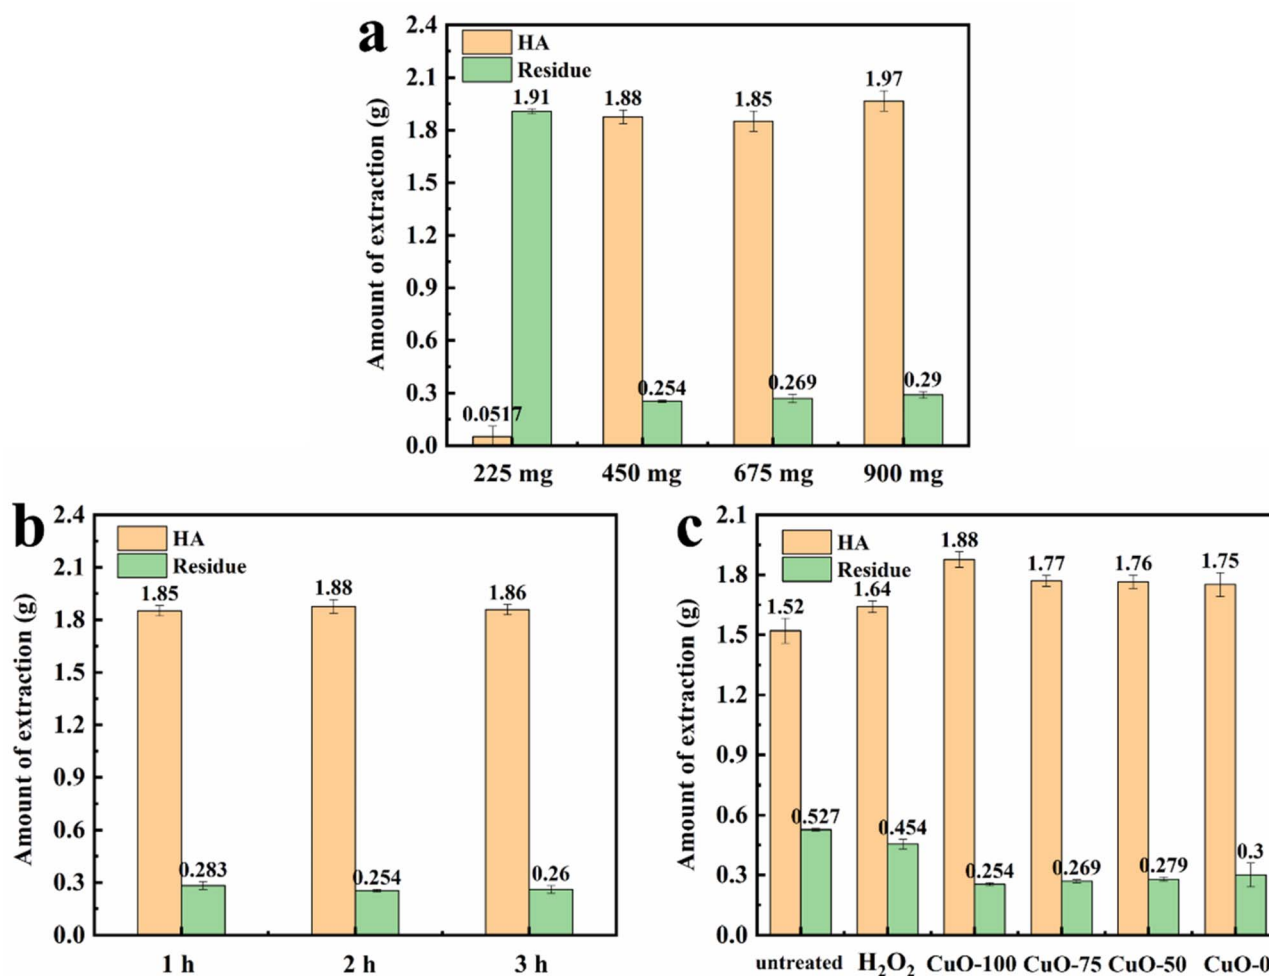 a
HA
Residue
Amount of extraction (g)
2.4
2.1
1.8
1.5
1.2
0.9
0.6
0.3
0.0
0.0517
1.91
1.88
0.254
1.85
0.269
1.97
0.29
225 mg
450 mg
675 mg
900 mg
b
HA
Residue
Amount of extraction (g)
2.4
2.1
1.8
1.5
1.2
0.9
0.6
0.3
0.0
1.85
0.283
1.88
0.254
1.86
0.26
1 h
2 h
3 h
c
HA
Residue
Amount of extraction (g)
2.1
1.8
1.5
1.2
0.9
0.6
0.3
0.0
1.52
0.527
1.64
0.454
1.88
0.254
1.77
0.269
1.76
0.279
1.75
0.3
untreated
H₂O₂
CuO-100
CuO-75
CuO-50
CuO-0